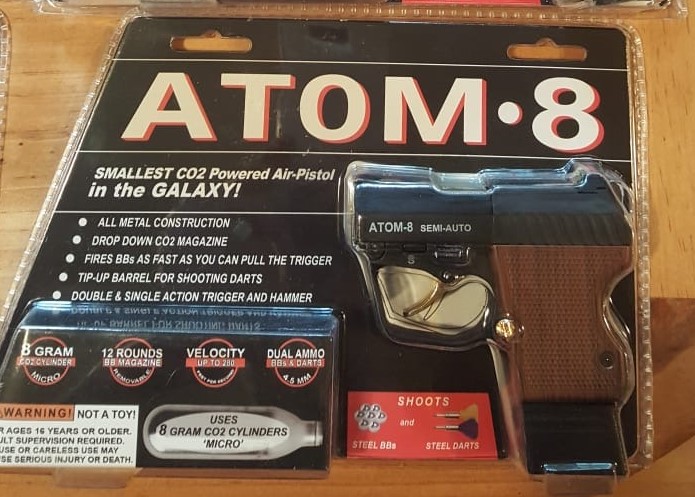 ATOM•8
SMALLEST CO2 Powered Air-Pistol
in the GALAXY!
● ALL METAL CONSTRUCTION
● DROP DOWN CO2 MAGAZINE
● FIRES BBs AS FAST AS YOU CAN PULL THE TRIGGER
● TIP-UP BARREL FOR SHOOTING DARTS
● DOUBLE & SINGLE ACTION TRIGGER AND HAMMER
ATOM-8 SEMI-AUTO
S
8 GRAM
CO2 CYLINDER
MICRO
12 ROUNDS
BB MAGAZINE
REMOVABLE
VELOCITY
UP TO 280
FEET PER SECOND
DUAL AMMO
BBs & DARTS
4.5 MM
WARNING! NOT A TOY!
AGES 16 YEARS OR OLDER.
SUPERVISION REQUIRED.
OR CARELESS USE MAY
SERIOUS INJURY OR DEATH.
USES
8 GRAM CO2 CYLINDERS
'MICRO'
SHOOTS
and
STEEL BBs STEEL DARTS